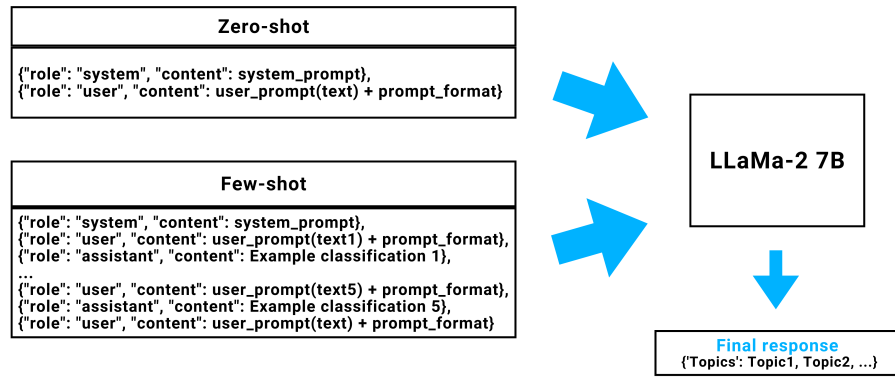 Zero-shot
{"role": "system", "content": system_prompt},
{"role": "user", "content": user_prompt(text) + prompt_format}
Few-shot
{"role": "system", "content": system_prompt},
{"role": "user", "content": user_prompt(text1) + prompt_format},
{"role": "assistant", "content": Example classification 1},
...
{"role": "user", "content": user_prompt(text5) + prompt_format},
{"role": "assistant", "content": Example classification 5},
{"role": "user", "content": user_prompt(text) + prompt_format}
LLaMa-2 7B
Final response
{'Topics': Topic1, Topic2, ...}